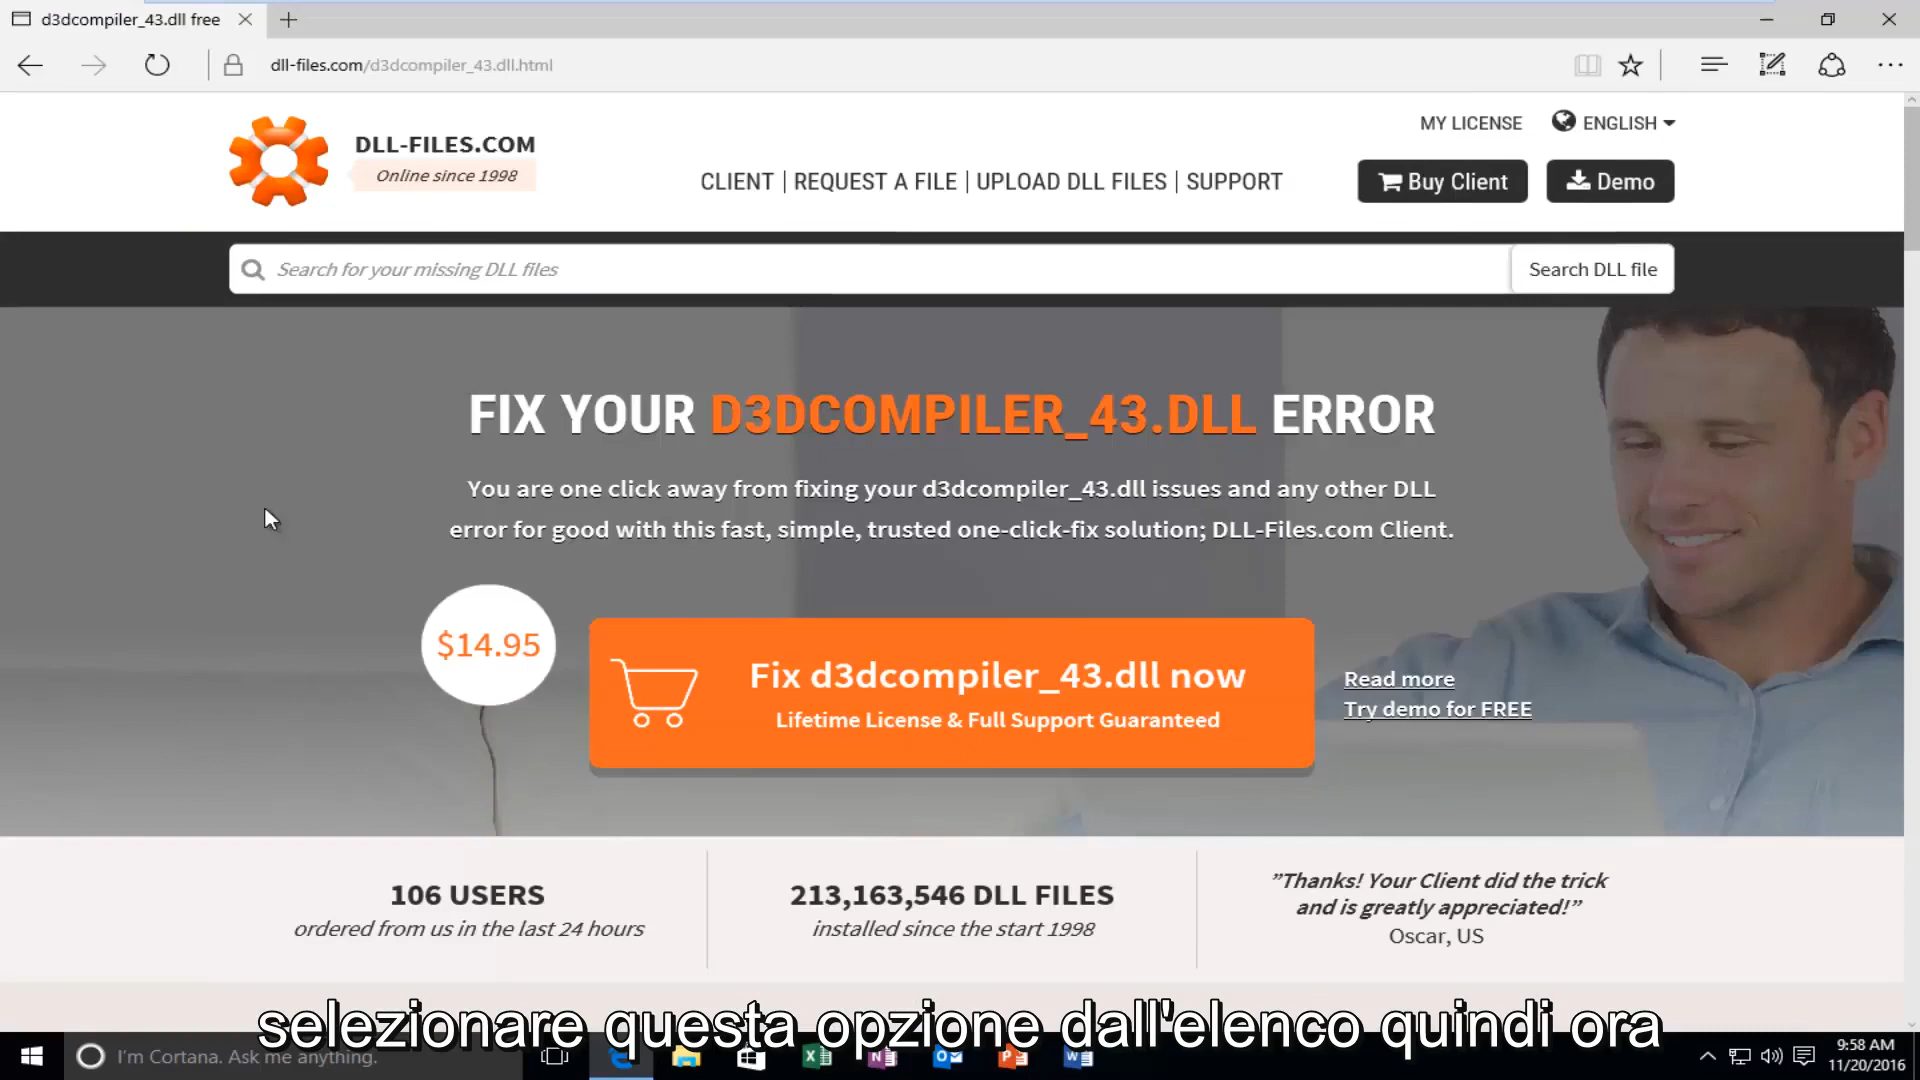 d3dcompiler_43.dll free
dll-files.com/d3dcompiler_43.dll.html
MY LICENSE
ENGLISH
DLL-FILES.COM
Online since 1998
CLIENT | REQUEST A FILE | UPLOAD DLL FILES | SUPPORT
Buy Client
Demo
Search for your missing DLL files
Search DLL file
FIX YOUR D3DCOMPILER_43.DLL ERROR
You are one click away from fixing your d3dcompiler_43.dll issues and any other DLL
error for good with this fast, simple, trusted one-click-fix solution; DLL-Files.com Client.
$14.95
Fix d3dcompiler_43.dll now
Lifetime License & Full Support Guaranteed
Read more
Try demo for FREE
106 USERS
ordered from us in the last 24 hours
213,163,546 DLL FILES
installed since the start 1998
"Thanks! Your Client did the trick
and is greatly appreciated!"
Oscar, US
selezionare questa opzione dall'elenco quindi ora
I'm Cortana. Ask me anything.
9:58 AM
11/20/2016